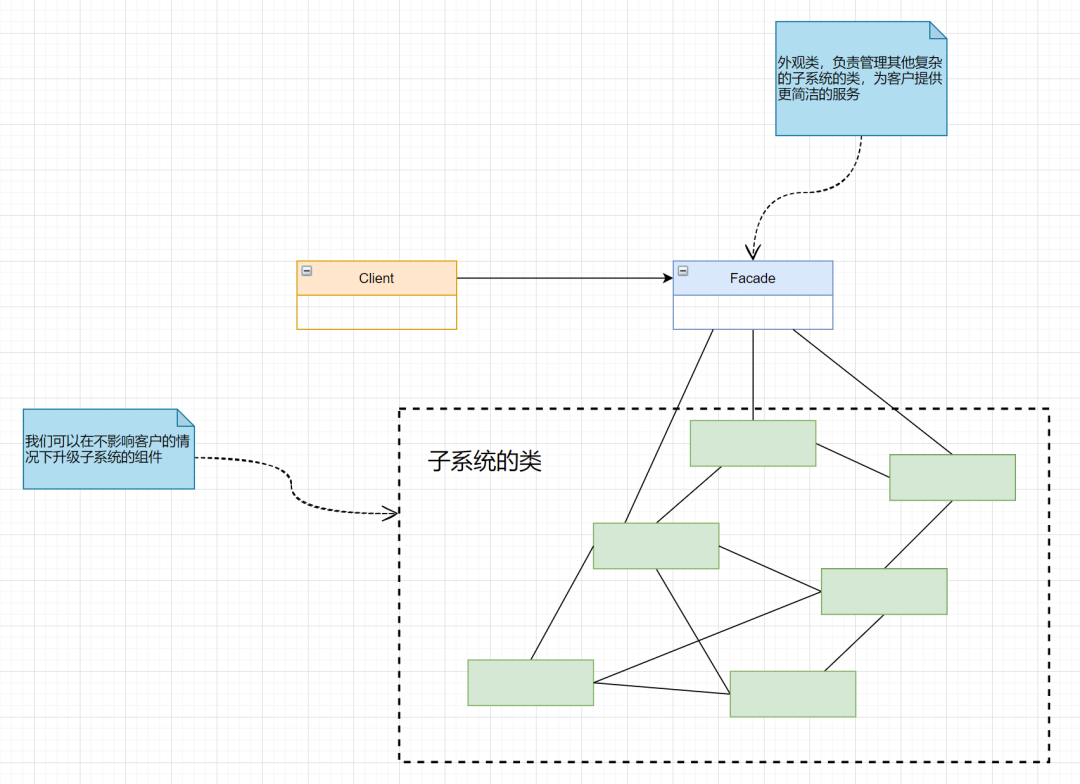 外观类，负责管理其他复杂
的子系统的类，为客户提供
更简洁的服务
Client
Facade
我们可以在不影响客户的情
况下升级子系统的组件
子系统的类